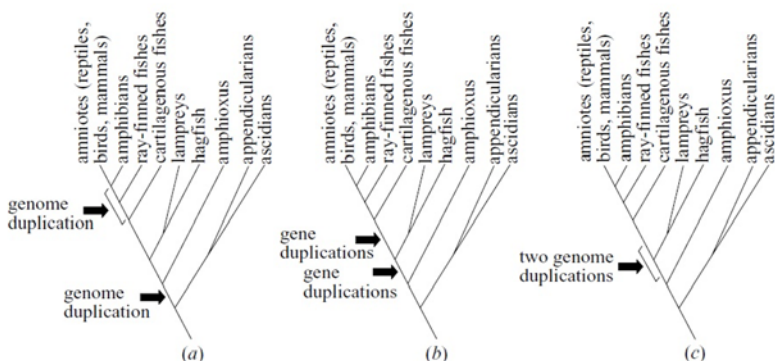 amniotes (reptiles,
birds, mammals)
amphibians
ray-finned fishes
cartilagenous fishes
lampreys
hagfish
amphioxus
appendicularians
ascidians
genome
duplication
genome
duplication
(a)
amniotes (reptiles,
birds, mammals)
amphibians
ray-finned fishes
cartilagenous fishes
lampreys
hagfish
amphioxus
appendicularians
ascidians
gene
duplications
gene
duplications
(b)
amniotes (reptiles,
birds, mammals)
amphibians
ray-finned fishes
cartilagenous fishes
lampreys
hagfish
amphioxus
appendicularians
ascidians
two genome
duplications
(c)